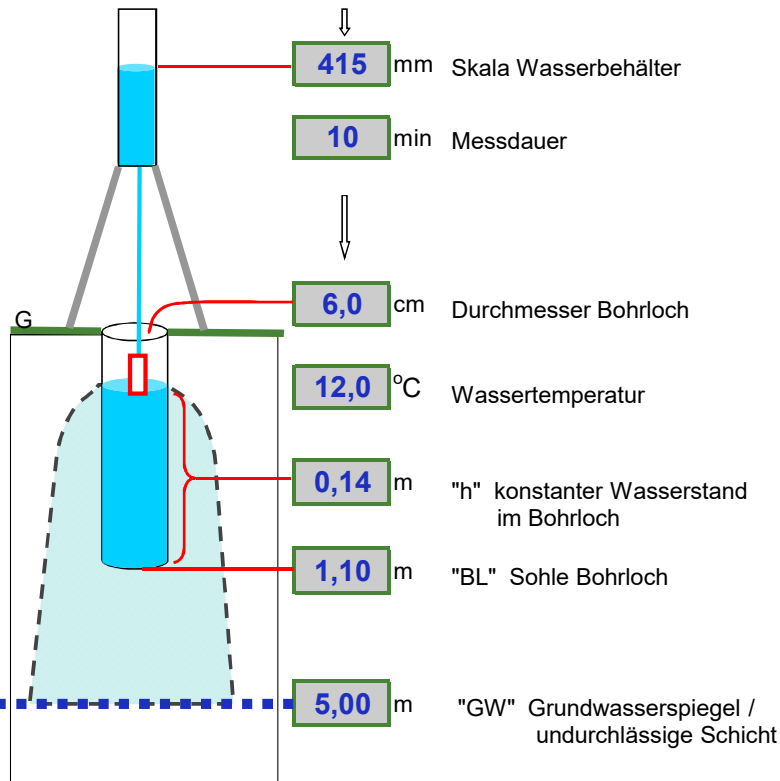 415 mm Skala Wasserbehälter
10 min Messdauer
6,0 cm Durchmesser Bohrloch
G
12,0 °C Wassertemperatur
0,14 m "h" konstanter Wasserstand
im Bohrloch
1,10 m "BL" Sohle Bohrloch
5,00 m "GW" Grundwasserspiegel /
undurchlässige Schicht